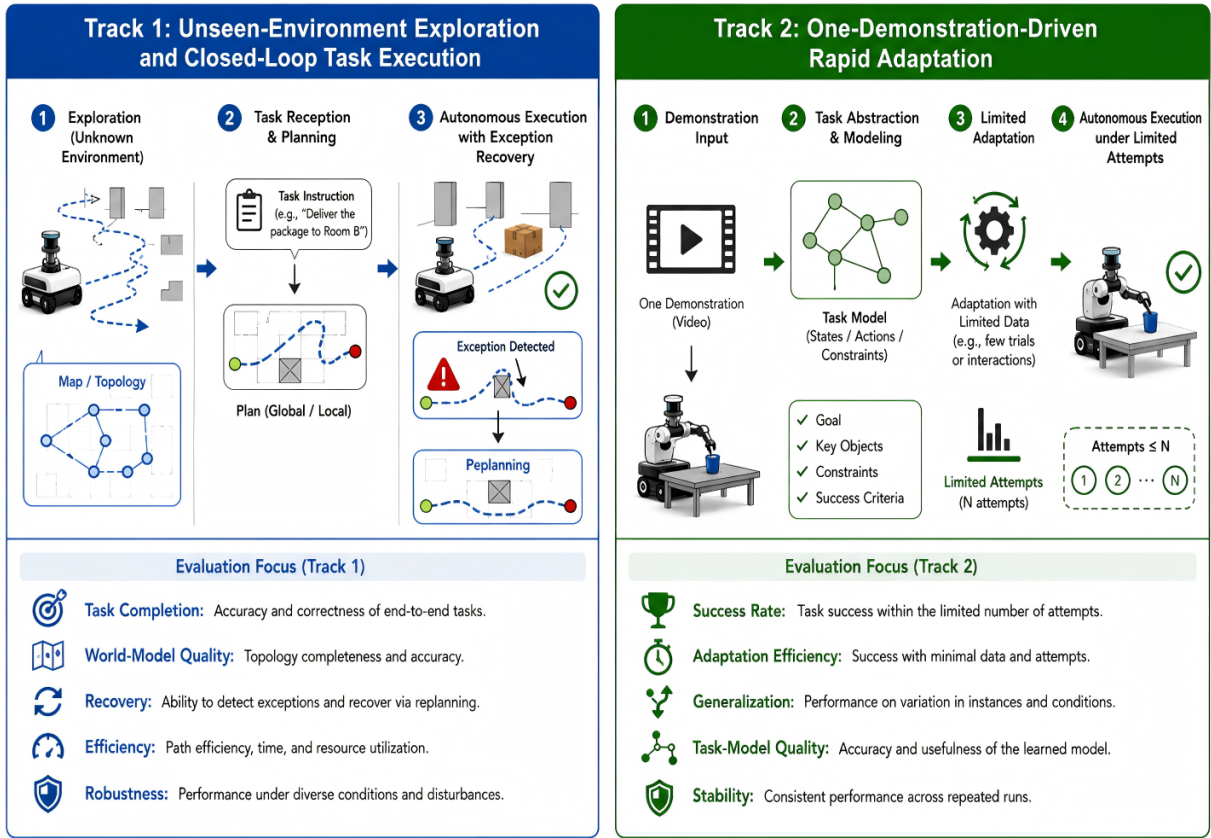 Track 1: Unseen-Environment Exploration
and Closed-Loop Task Execution
1
Exploration
(Unknown
Environment)
2
Task Reception
& Planning
3
Autonomous Execution
with Exception
Recovery
Task Instruction
(e.g., "Deliver the
package to Room B")
Map / Topology
Plan (Global / Local)
Exception Detected
Peplanning
Evaluation Focus (Track 1)
Task Completion: Accuracy and correctness of end-to-end tasks.
World-Model Quality: Topology completeness and accuracy.
Recovery: Ability to detect exceptions and recover via replanning.
Efficiency: Path efficiency, time, and resource utilization.
Robustness: Performance under diverse conditions and disturbances.
Track 2: One-Demonstration-Driven
Rapid Adaptation
1
Demonstration
Input
2
Task Abstraction
& Modeling
3
Limited
Adaptation
4
Autonomous Execution
under Limited
Attempts
One Demonstration
(Video)
Task Model
(States / Actions /
Constraints)
Goal
Key Objects
Constraints
Success Criteria
Adaptation with
Limited Data
(e.g., few trials
or interactions)
Limited Attempts
(N attempts)
Attempts ≤ N
1 2 ··· N
Evaluation Focus (Track 2)
Success Rate: Task success within the limited number of attempts.
Adaptation Efficiency: Success with minimal data and attempts.
Generalization: Performance on variation in instances and conditions.
Task-Model Quality: Accuracy and usefulness of the learned model.
Stability: Consistent performance across repeated runs.